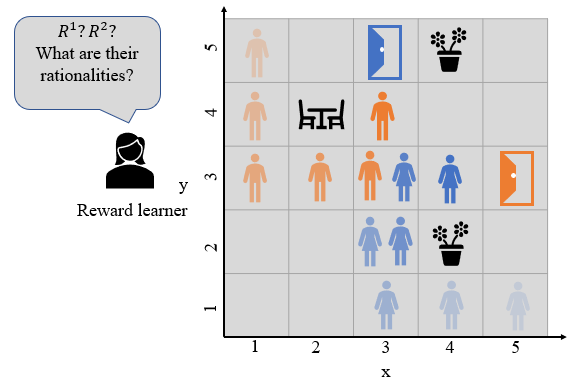 R¹? R²?
What are their
rationalities?
Reward learner
y
5
4
3
2
1
1 2 3 4 5
x